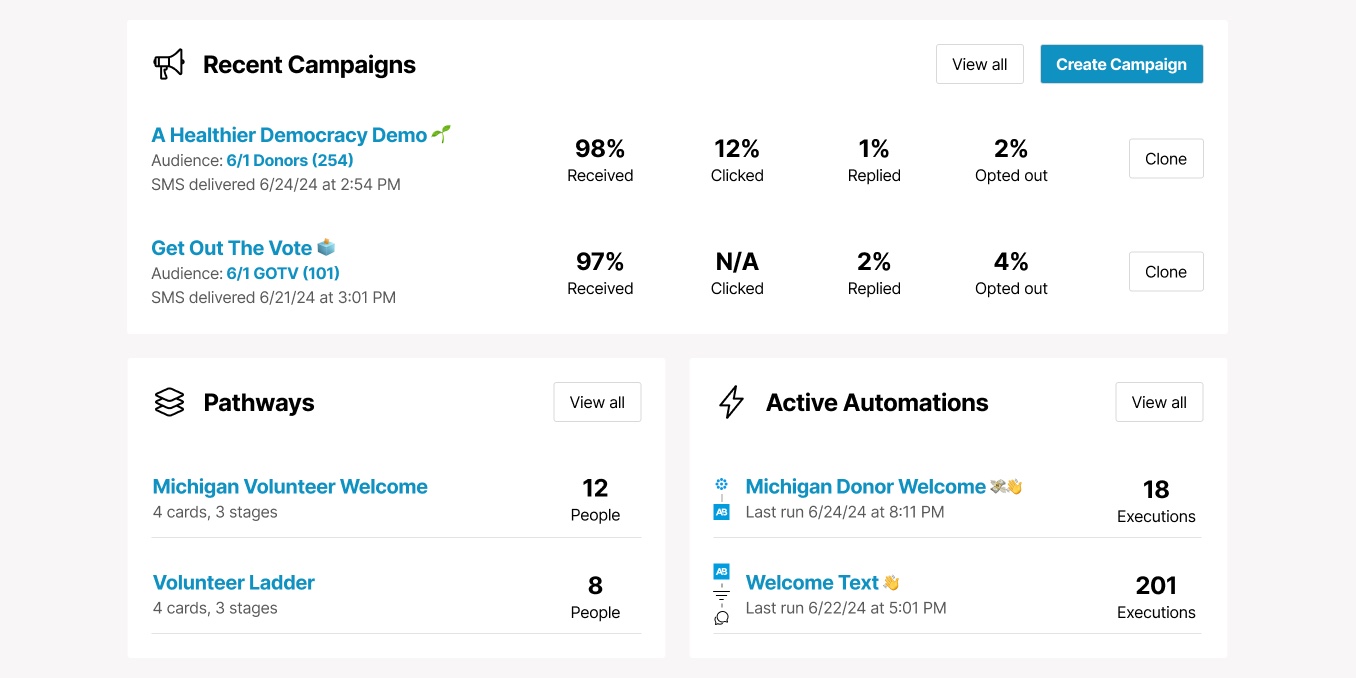 Recent Campaigns
View all
Create Campaign
A Healthier Democracy Demo 🌱
Audience: 6/1 Donors (254)
SMS delivered 6/24/24 at 2:54 PM
98%
Received
12%
Clicked
1%
Replied
2%
Opted out
Clone
Get Out The Vote 🗳️
Audience: 6/1 GOTV (101)
SMS delivered 6/21/24 at 3:01 PM
97%
Received
N/A
Clicked
2%
Replied
4%
Opted out
Clone
Pathways
View all
Michigan Volunteer Welcome
4 cards, 3 stages
12
People
Volunteer Ladder
4 cards, 3 stages
8
People
Active Automations
View all
AB
Michigan Donor Welcome 💸👋
Last run 6/24/24 at 8:11 PM
18
Executions
AB
Welcome Text 👋
Last run 6/22/24 at 5:01 PM
201
Executions